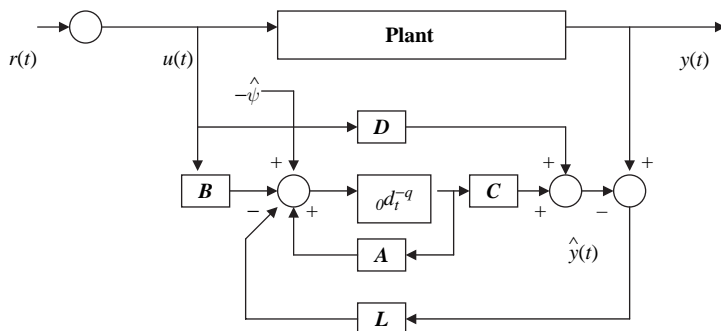 Plant
r(t) u(t) y(t)
−ψ̂
D
+ + +
B ₀d_t^{−q} C
− + + −
A ŷ(t)
L